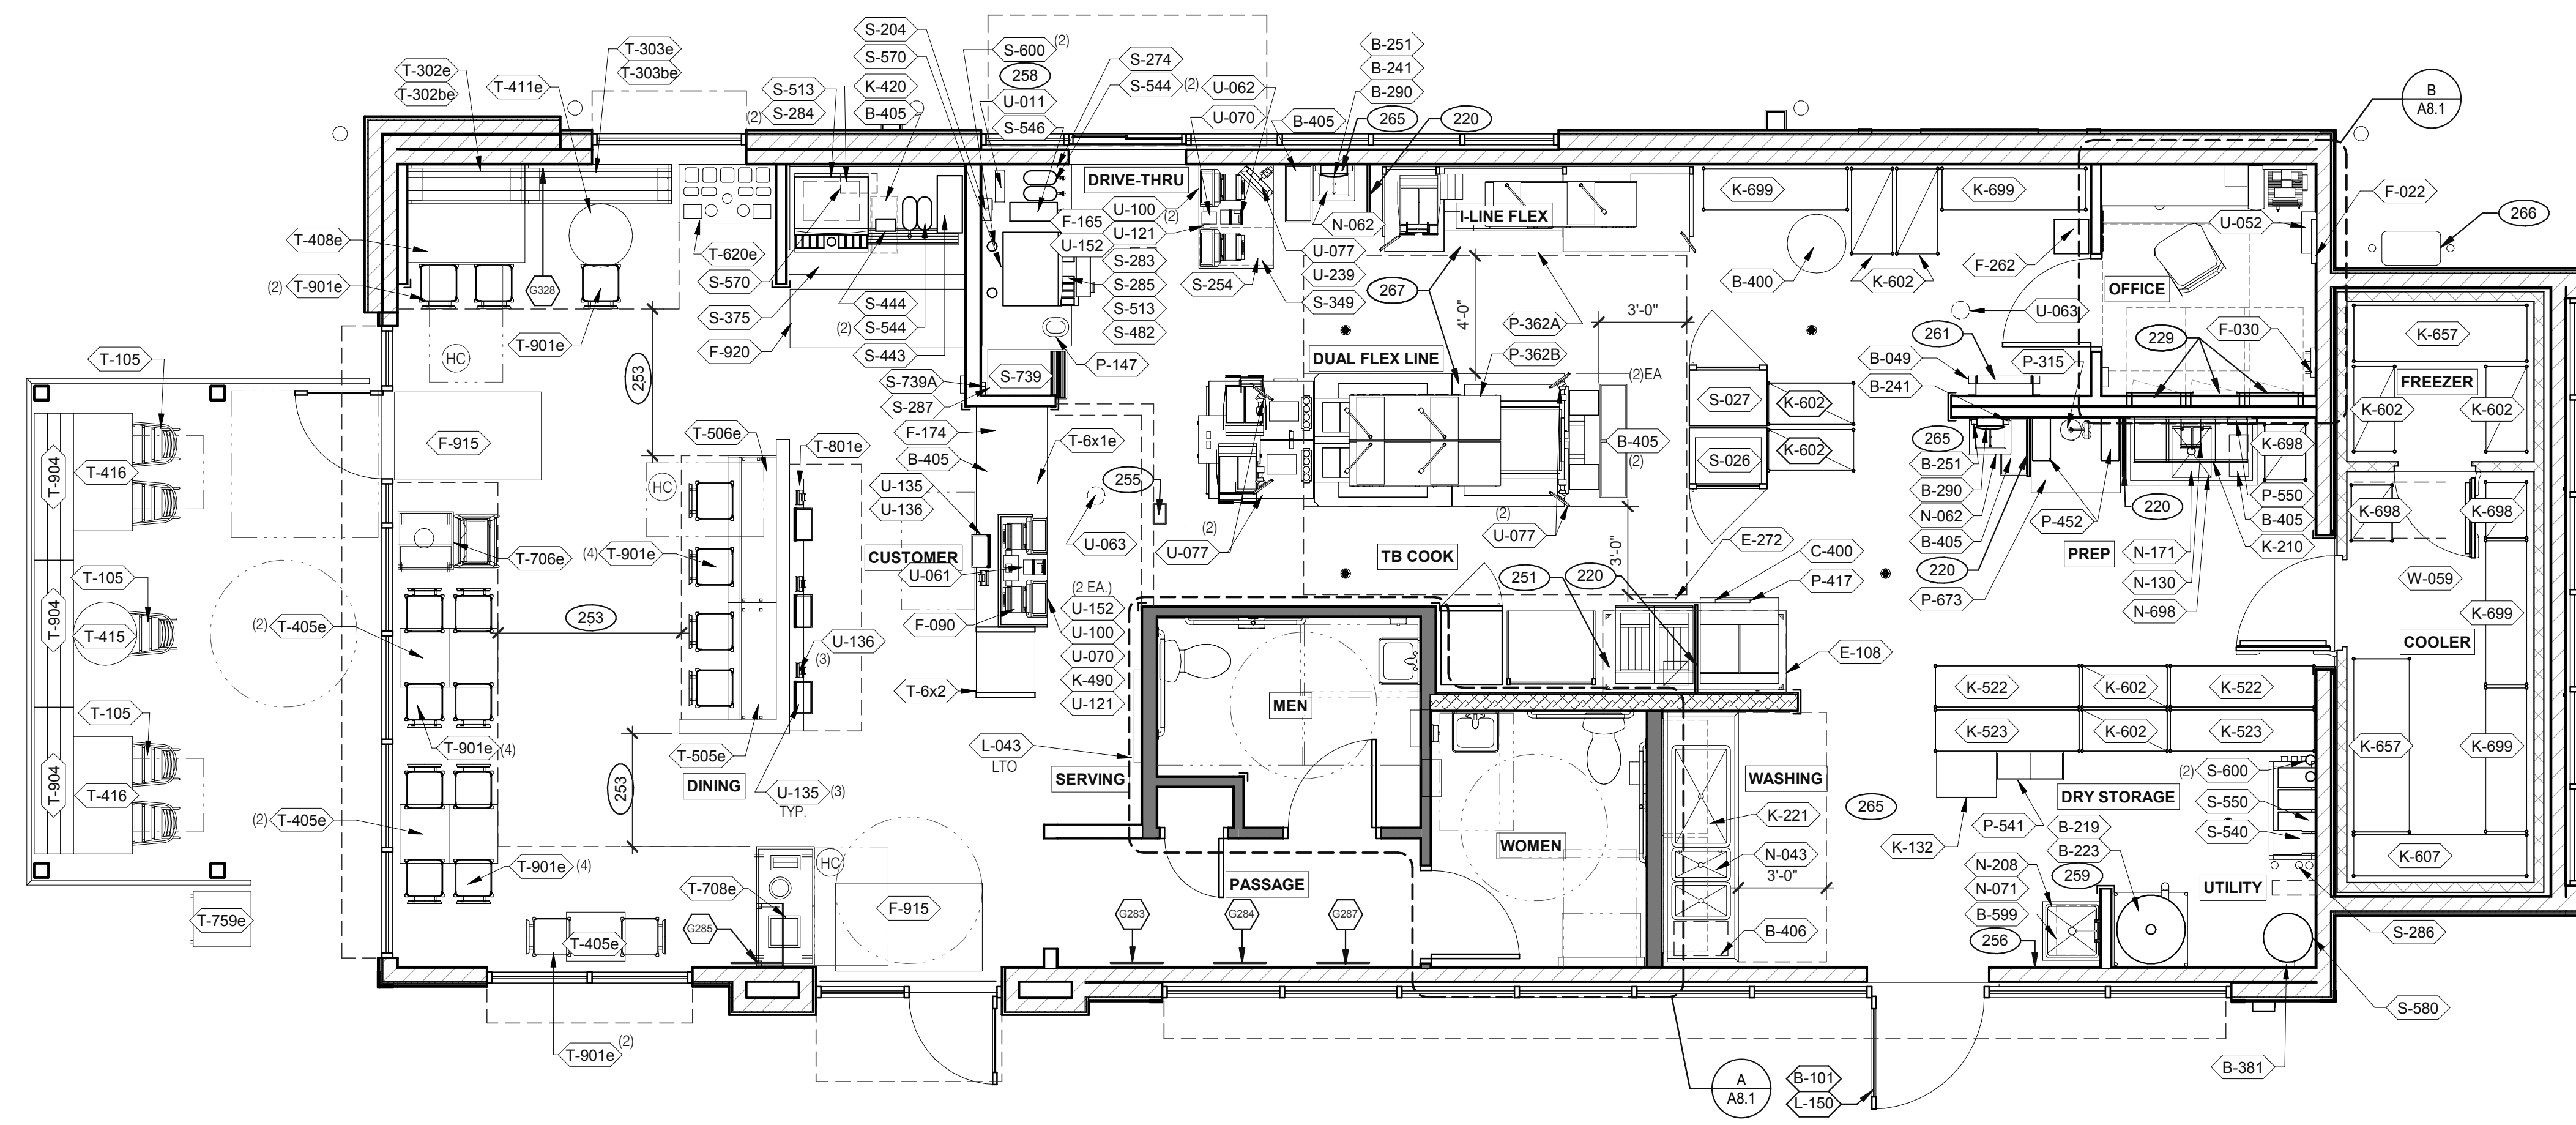 T-302e
T-302be
T-411e
T-303e
T-303be
(2)
S-513
S-284
S-204
S-570
K-420
B-405
S-600
(2)
258
U-011
S-546
S-274
S-544
(2)
U-062
U-070
B-405
B-251
B-241
B-290
265
220
B
A8.1
T-408e
(2)
T-901e
G328
HC
T-901e
T-620e
S-570
S-375
F-920
S-444
(2)
S-544
S-443
DRIVE-THRU
F-165
U-100
(2)
U-121
U-152
S-283
S-285
S-513
S-482
P-147
S-254
U-077
U-239
S-349
N-062
I-LINE FLEX
267
4'-0"
P-362A
3'-0"
K-699
K-699
B-400
K-602
F-262
OFFICE
U-052
F-022
266
U-063
229
F-030
261
B-049
P-315
B-241
T-105
F-915
253
T-506e
T-801e
S-739A
S-739
S-287
F-174
B-405
T-6x1e
U-135
U-136
255
DUAL FLEX LINE
P-362B
(2)EA
S-027
K-602
B-405
(2)
S-026
K-602
K-657
FREEZER
K-602
K-602
265
B-251
B-290
N-062
B-405
220
P-673
P-452
220
PREP
K-698
P-550
B-405
K-210
N-171
N-130
N-698
K-698
K-698
W-059
T-904
T-416
T-105
T-904
T-415
T-105
T-904
T-416
T-759e
HC
T-706e
(4)
T-901e
CUSTOMER
U-061
F-090
U-063
(2)
U-077
(2)
U-077
TB COOK
3'-0"
E-272
C-400
P-417
251
220
E-108
(2 EA.)
U-152
U-100
U-070
K-490
U-121
(2)
T-405e
253
U-136
(3)
T-6x2
T-901e
(4)
T-505e
DINING
U-135
(3)
TYP.
253
L-043
LTO
SERVING
MEN
WOMEN
WASHING
K-221
265
N-043
3'-0"
B-406
K-522
K-602
K-522
K-523
K-602
K-523
K-699
COOLER
K-657
K-699
K-607
(2)
S-600
S-550
S-540
DRY STORAGE
P-541
K-132
B-219
B-223
259
N-208
N-071
B-599
256
UTILITY
S-286
S-580
B-381
(2)
T-405e
T-901e
(4)
HC
T-708e
G285
F-915
PASSAGE
G283
G284
G287
T-405e
T-901e
(2)
A
A8.1
B-101
L-150